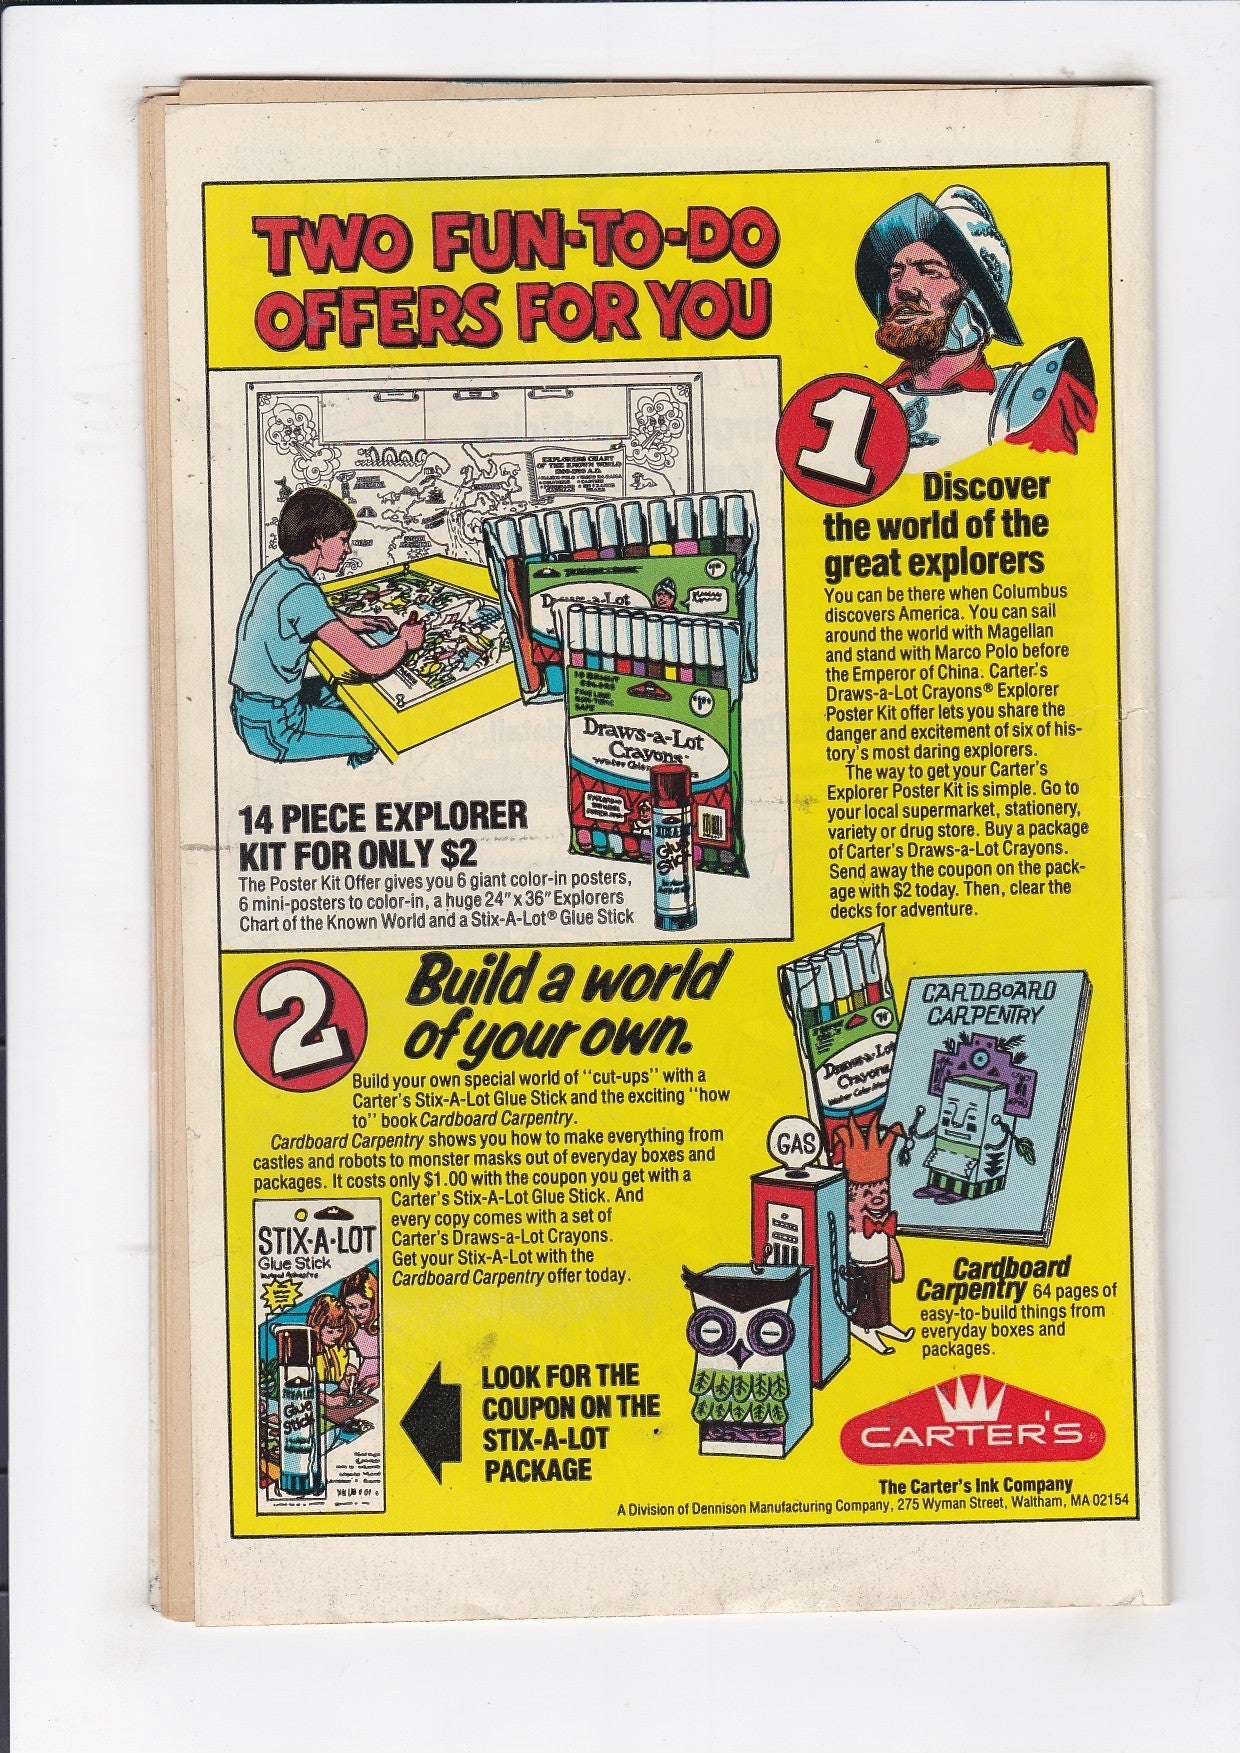 TWO FUN-TO-DO
OFFERS FOR YOU
1
Discover
the world of the
great explorers
You can be there when Columbus
discovers America. You can sail
around the world with Magellan
and stand with Marco Polo before
the Emperor of China. Carter's
Draws-a-Lot Crayons® Explorer
Poster Kit offer lets you share the
danger and excitement of six of his-
tory's most daring explorers.
The way to get your Carter's
Explorer Poster Kit is simple. Go to
your local supermarket, stationery,
variety or drug store. Buy a package
of Carter's Draws-a-Lot Crayons.
Send away the coupon on the pack-
age with $2 today. Then, clear the
decks for adventure.
EXPLORERS CHART
OF THE KNOWN WORLD
Draws-a-Lot
Draws-a-Lot
Crayons
Glue
Stick
14 PIECE EXPLORER
KIT FOR ONLY $2
The Poster Kit Offer gives you 6 giant color-in posters,
6 mini-posters to color-in, a huge 24" x 36" Explorers
Chart of the Known World and a Stix-A-Lot® Glue Stick
2
Build a world
of your own.
Build your own special world of "cut-ups" with a
Carter's Stix-A-Lot Glue Stick and the exciting "how
to" book Cardboard Carpentry.
Cardboard Carpentry shows you how to make everything from
castles and robots to monster masks out of everyday boxes and
packages. It costs only $1.00 with the coupon you get with a
Carter's Stix-A-Lot Glue Stick. And
every copy comes with a set of
Carter's Draws-a-Lot Crayons.
Get your Stix-A-Lot with the
Cardboard Carpentry offer today.
STIX-A-LOT
Glue Stick
Glue
Stick
LOOK FOR THE
COUPON ON THE
STIX-A-LOT
PACKAGE
Draws-a-Lot
Crayons
CARDBOARD
CARPENTRY
GAS
Cardboard
Carpentry 64 pages of
easy-to-build things from
everyday boxes and
packages.
CARTER'S
The Carter's Ink Company
A Division of Dennison Manufacturing Company, 275 Wyman Street, Waltham, MA 02154